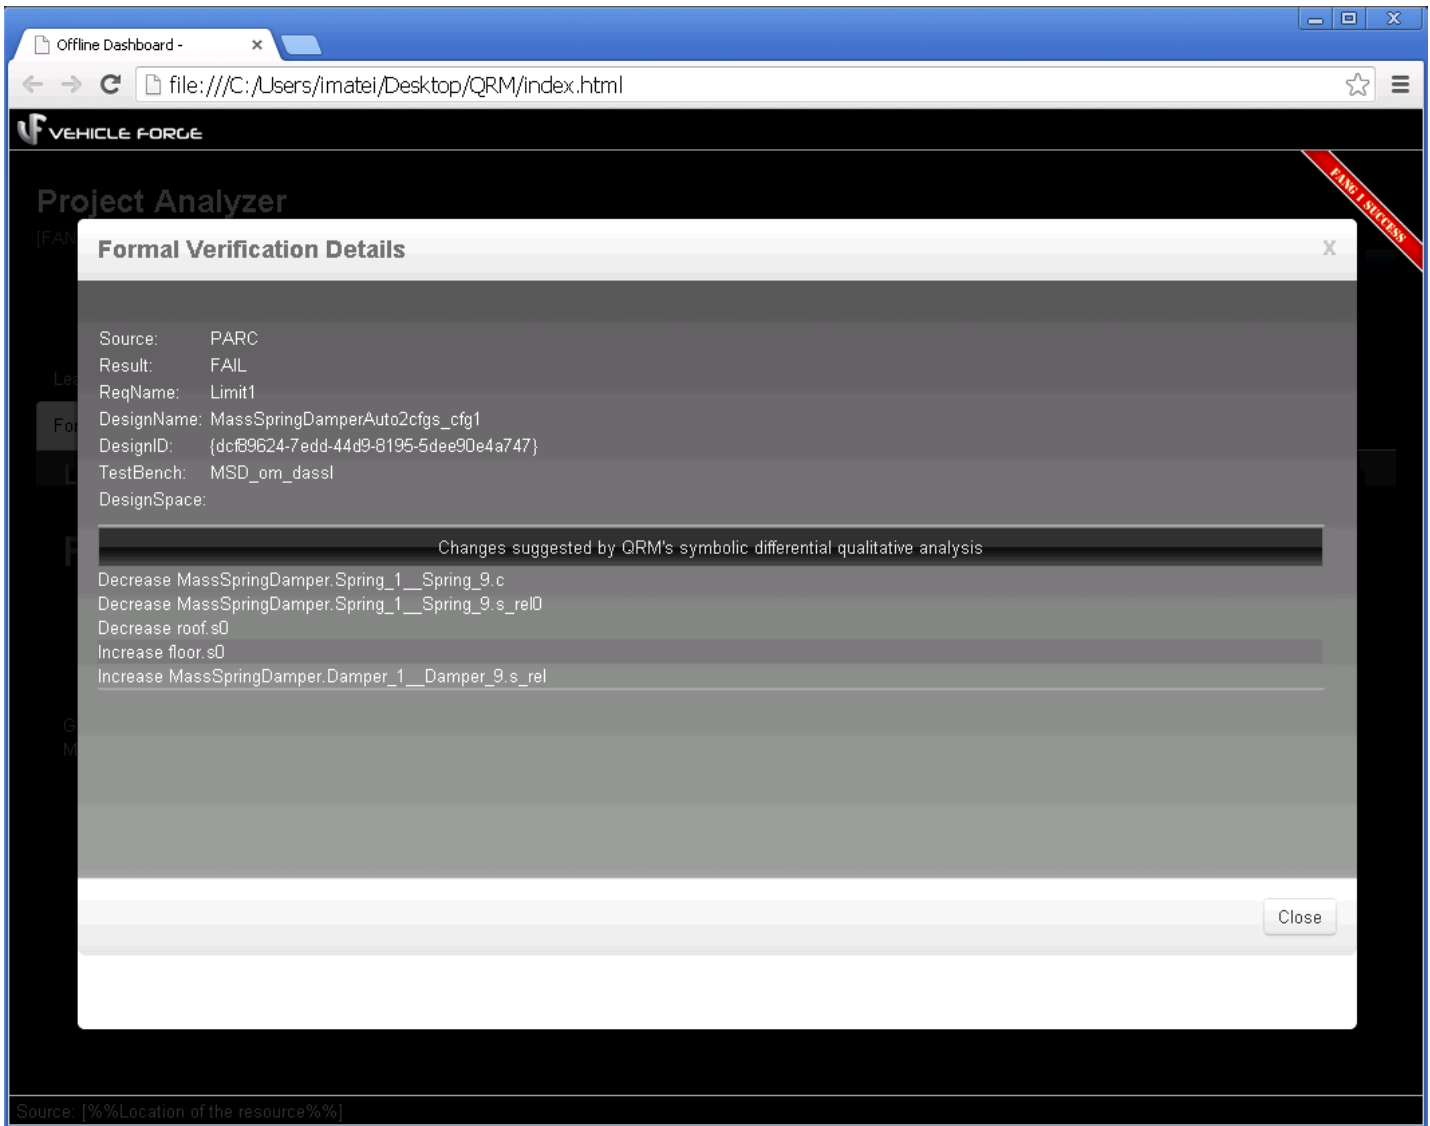 Offline Dashboard -
file:///C:/Users/imatei/Desktop/QRM/index.html
VEHICLE FORGE
FANG 1 SUCCESS
Project Analyzer
[FAN
Formal Verification Details
X
Source: PARC
Result: FAIL
ReqName: Limit1
DesignName: MassSpringDamperAuto2cfgs_cfg1
DesignID: {dcf89624-7edd-44d9-8195-5dee90e4a747}
TestBench: MSD_om_dassl
DesignSpace:
Changes suggested by QRM's symbolic differential qualitative analysis
Decrease MassSpringDamper.Spring_1__Spring_9.c
Decrease MassSpringDamper.Spring_1__Spring_9.s_rel0
Decrease roof.s0
Increase floor.s0
Increase MassSpringDamper.Damper_1__Damper_9.s_rel
Close
Source: [%%Location of the resource%%]